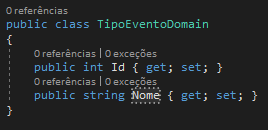 0 referências
public class TipoEventoDomain
{
0 referências | 0 exceções
public int Id { get; set; }
0 referências | 0 exceções
public string Nome { get; set; }
}